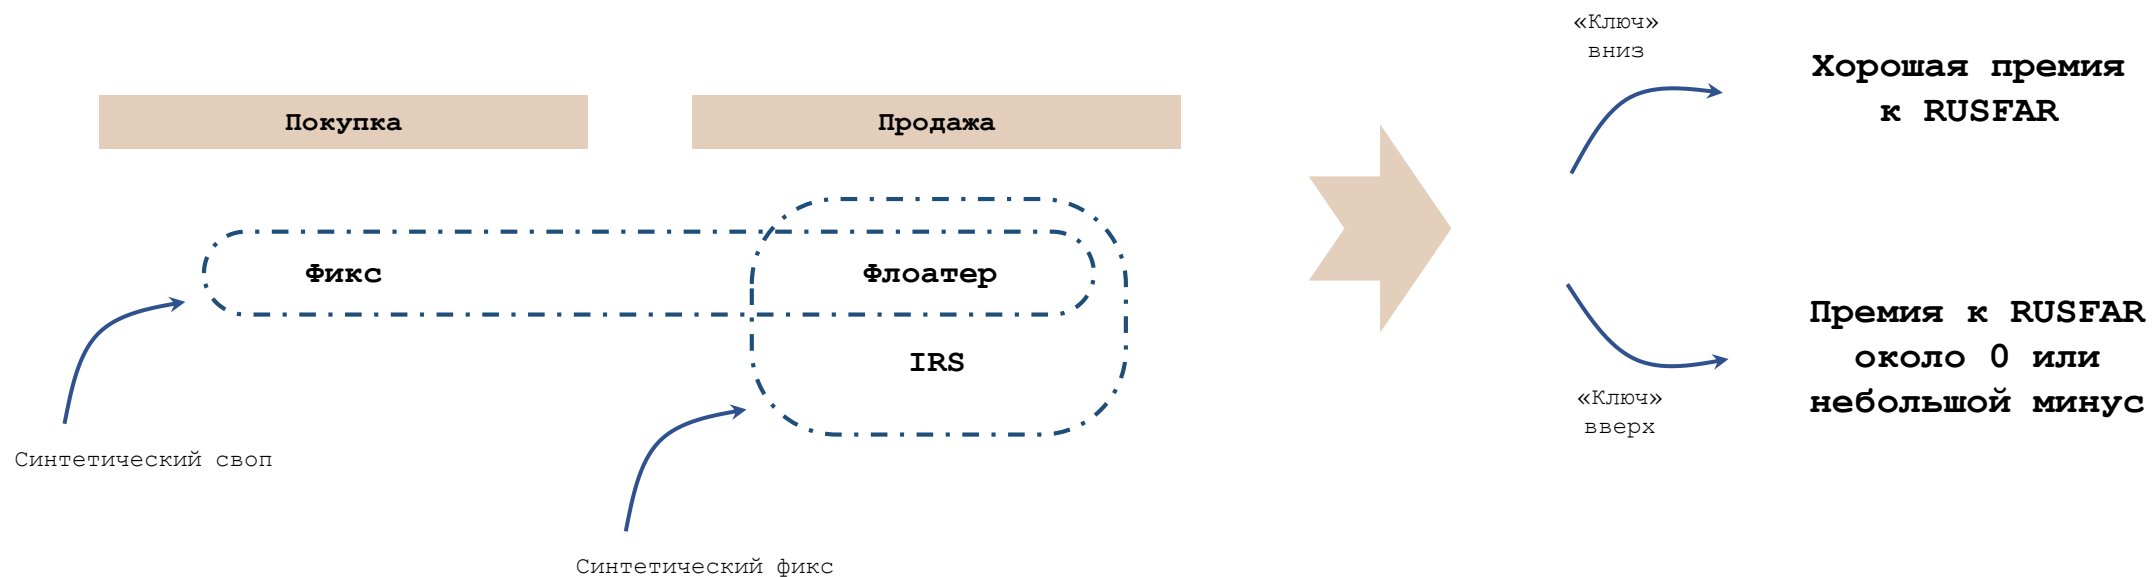 Покупка
Продажа
Фикс
Флоатер
IRS
Синтетический своп
Синтетический фикс
«Ключ»
вниз
Хорошая премия
к RUSFAR
«Ключ»
вверх
Премия к RUSFAR
около 0 или
небольшой минус